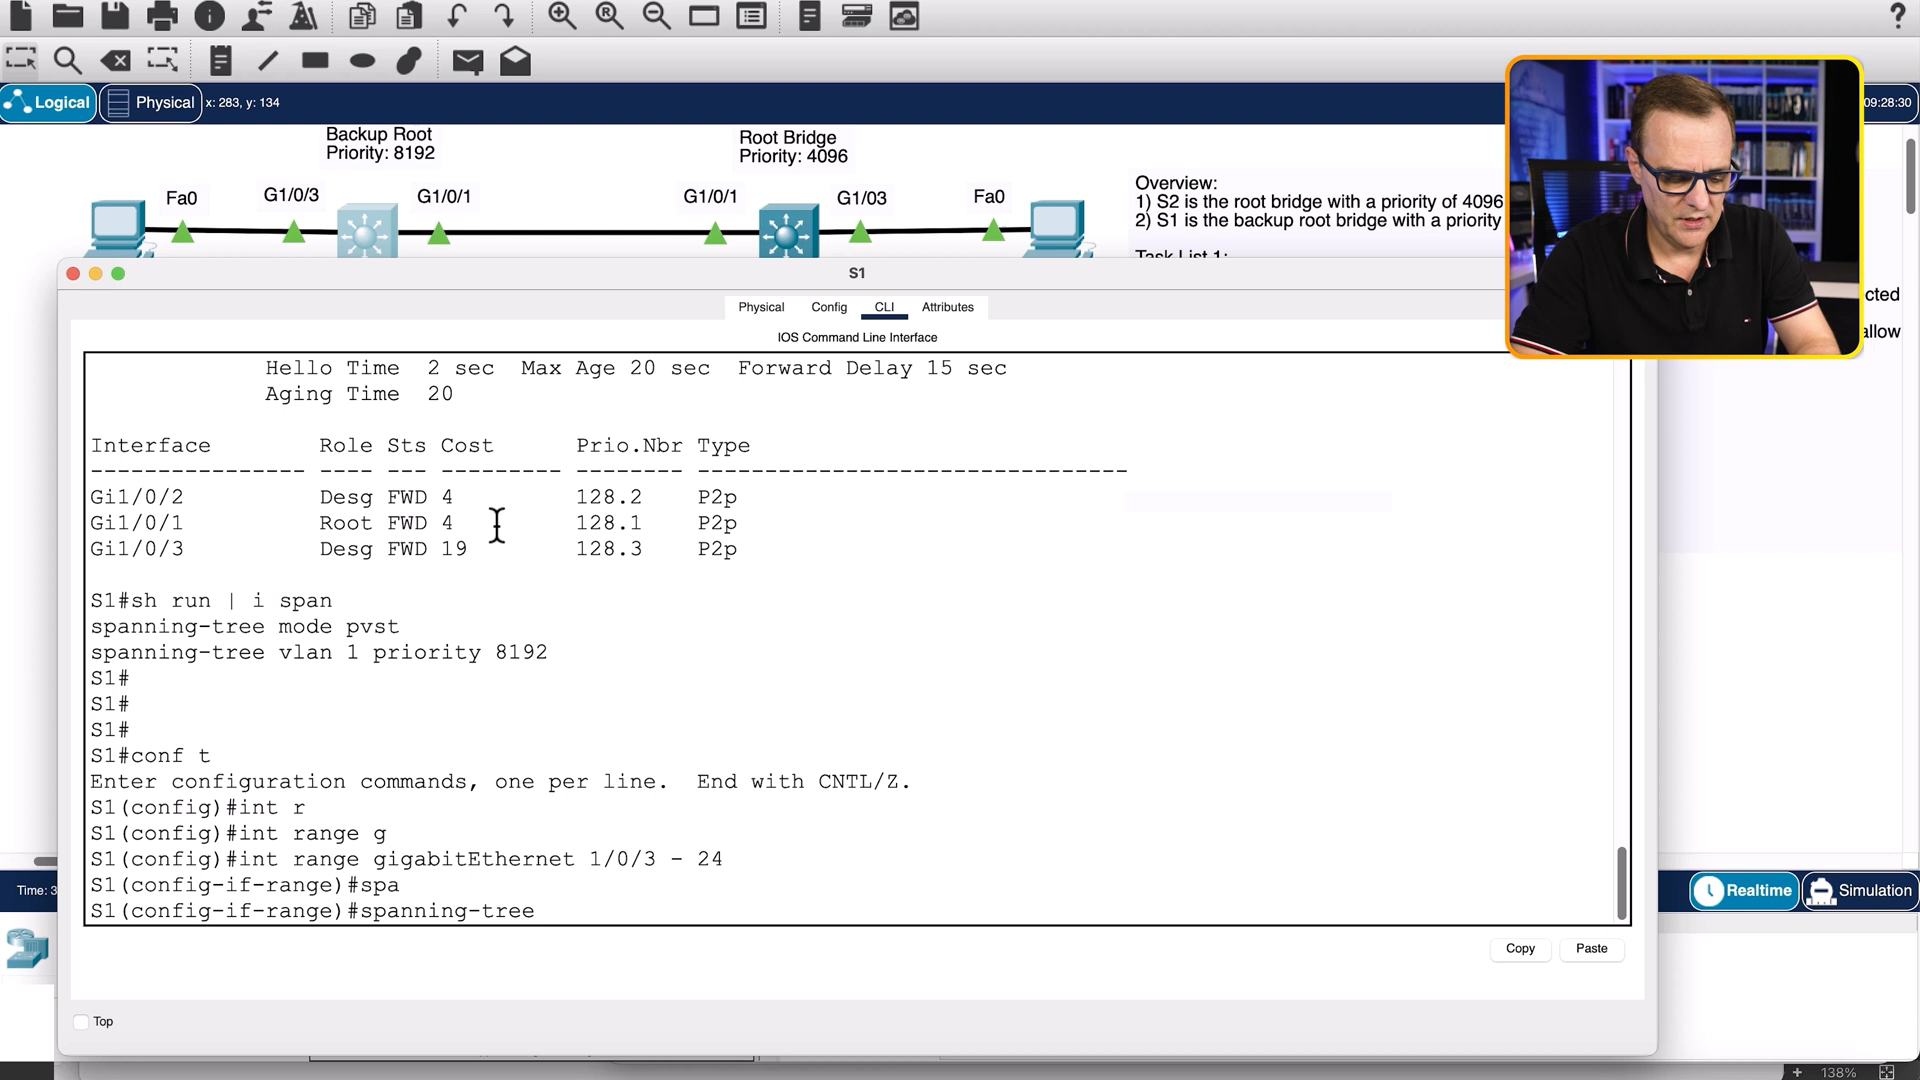 ?
Logical
Physical
x: 283, y: 134
09:28:30
Backup Root
Priority: 8192
Root Bridge
Priority: 4096
Fa0
G1/0/3
G1/0/1
G1/0/1
G1/03
Fa0
Overview:
1) S2 is the root bridge with a priority of 4096
2) S1 is the backup root bridge with a priority
Task List 1:
cted
allow
S1
Physical
Config
CLI
Attributes
IOS Command Line Interface
Hello Time 2 sec Max Age 20 sec Forward Delay 15 sec
Aging Time 20
Interface Role Sts Cost Prio.Nbr Type
---------------- ---- --- --------- -------- --------------------------------
Gi1/0/2 Desg FWD 4 128.2 P2p
Gi1/0/1 Root FWD 4 128.1 P2p
Gi1/0/3 Desg FWD 19 128.3 P2p
S1#sh run | i span
spanning-tree mode pvst
spanning-tree vlan 1 priority 8192
S1#
S1#
S1#
S1#conf t
Enter configuration commands, one per line. End with CNTL/Z.
S1(config)#int r
S1(config)#int range g
S1(config)#int range gigabitEthernet 1/0/3 - 24
S1(config-if-range)#spa
S1(config-if-range)#spanning-tree
Time: 3
Realtime
Simulation
Copy
Paste
Top
+ 138%